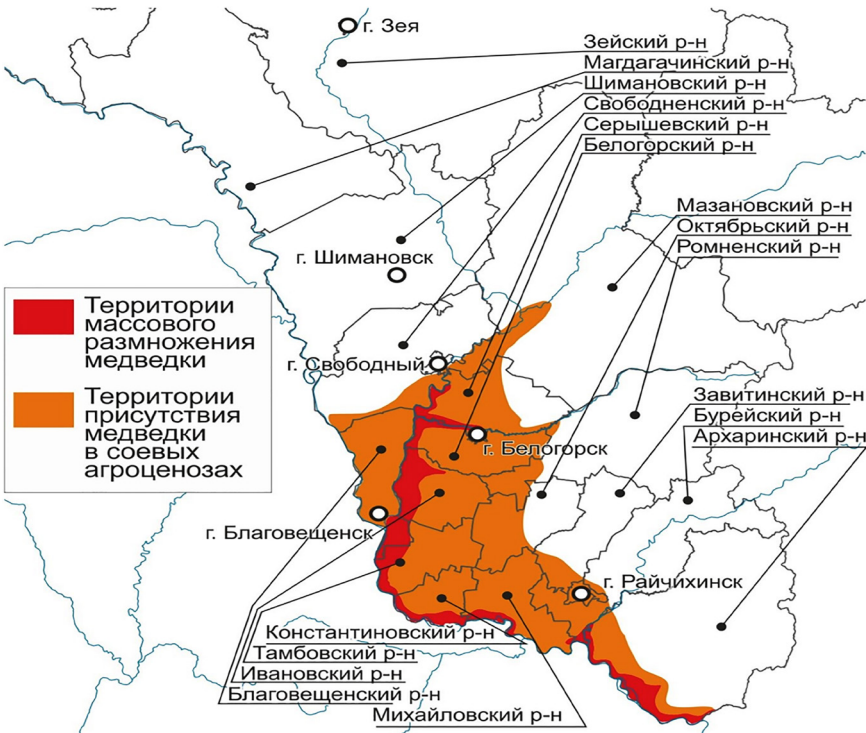 г. Зея
Зейский р-н
Магдагачинский р-н
Шимановский р-н
Свободненский р-н
Серышевский р-н
Белогорский р-н
Мазановский р-н
Октябрьский р-н
Ромненский р-н
г. Шимановск
Территории
массового
размножения
медведки
г. Свободный
Территории
присутствия
медведки
в соевых
агроценозах
Завитинский р-н
Бурейский р-н
Архаринский р-н
г. Белогорск
г. Благовещенск
г. Райчихинск
Константиновский р-н
Тамбовский р-н
Ивановский р-н
Благовещенский р-н
Михайловский р-н